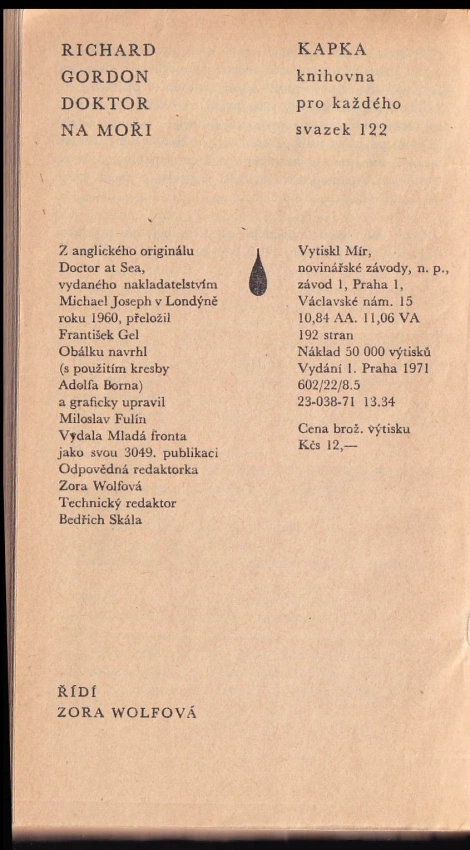 RICHARD
GORDON
DOKTOR
NA MOŘI
KAPKA
knihovna
pro každého
svazek 122
Z anglického originálu
Doctor at Sea,
vydaného nakladatelstvím
Michael Joseph v Londýně
roku 1960, přeložil
František Gel
Obálku navrhl
(s použitím kresby
Adolfa Borna)
a graficky upravil
Miloslav Fulín
Vydala Mladá fronta
jako svou 3049. publikaci
Odpovědná redaktorka
Zora Wolfová
Technický redaktor
Bedřich Skála
Vytiskl Mír,
novinářské závody, n. p.,
závod 1, Praha 1,
Václavské nám. 15
10,84 AA. 11,06 VA
192 stran
Náklad 50 000 výtisků
Vydání 1. Praha 1971
602/22/8.5
23-038-71 13.34
Cena brož. výtisku
Kčs 12,—
ŘÍDÍ
ZORA WOLFOVÁ